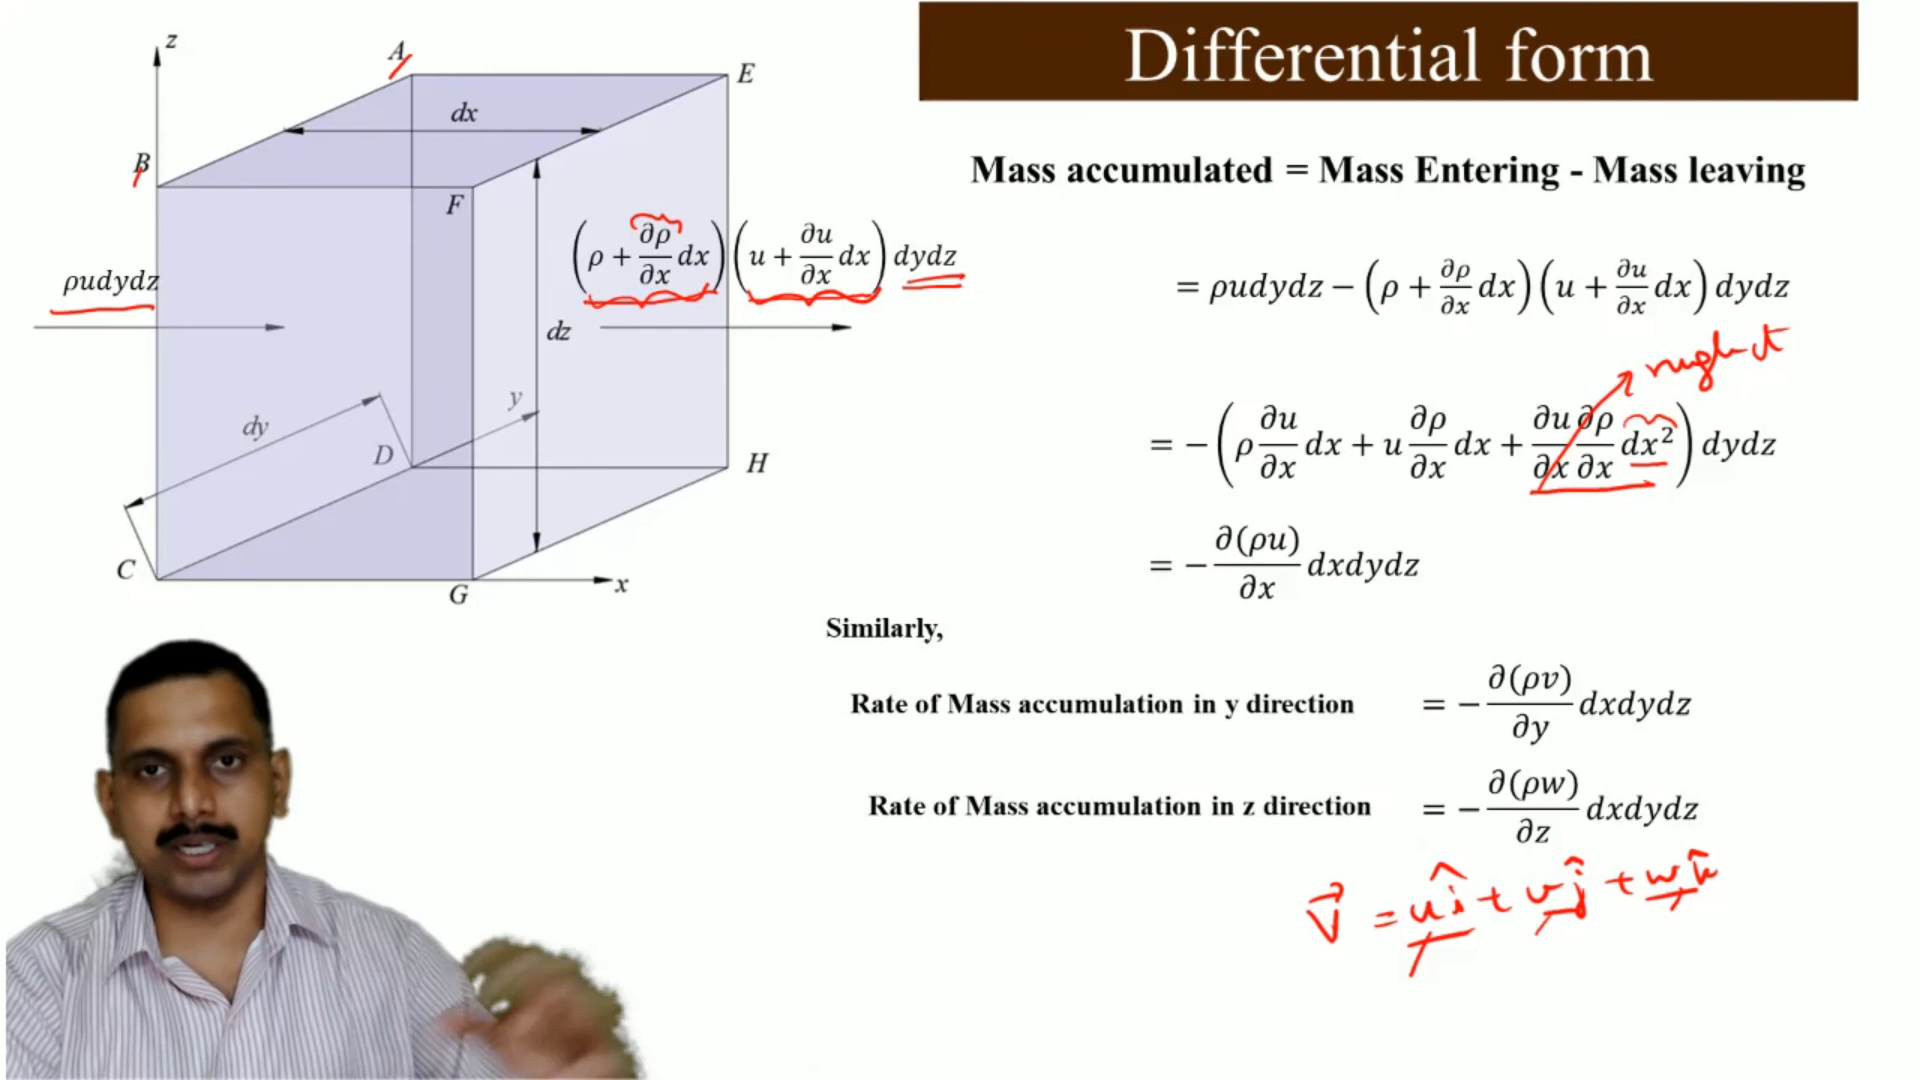 Differential form
z
A
E
dx
B
F
Mass accumulated = Mass Entering - Mass leaving
ρudydz
(ρ + ∂ρ/∂x dx)(u + ∂u/∂x dx) dydz
= ρudydz − (ρ + ∂ρ/∂x dx)(u + ∂u/∂x dx) dydz
dz
neglect
y
dy
D
H
= −(ρ ∂u/∂x dx + u ∂ρ/∂x dx + ∂u/∂x ∂ρ/∂x dx²) dydz
C
G
x
= − ∂(ρu)/∂x dxdydz
Similarly,
Rate of Mass accumulation in y direction = − ∂(ρv)/∂y dxdydz
Rate of Mass accumulation in z direction = − ∂(ρw)/∂z dxdydz
V⃗ = uî + vĵ + wk̂